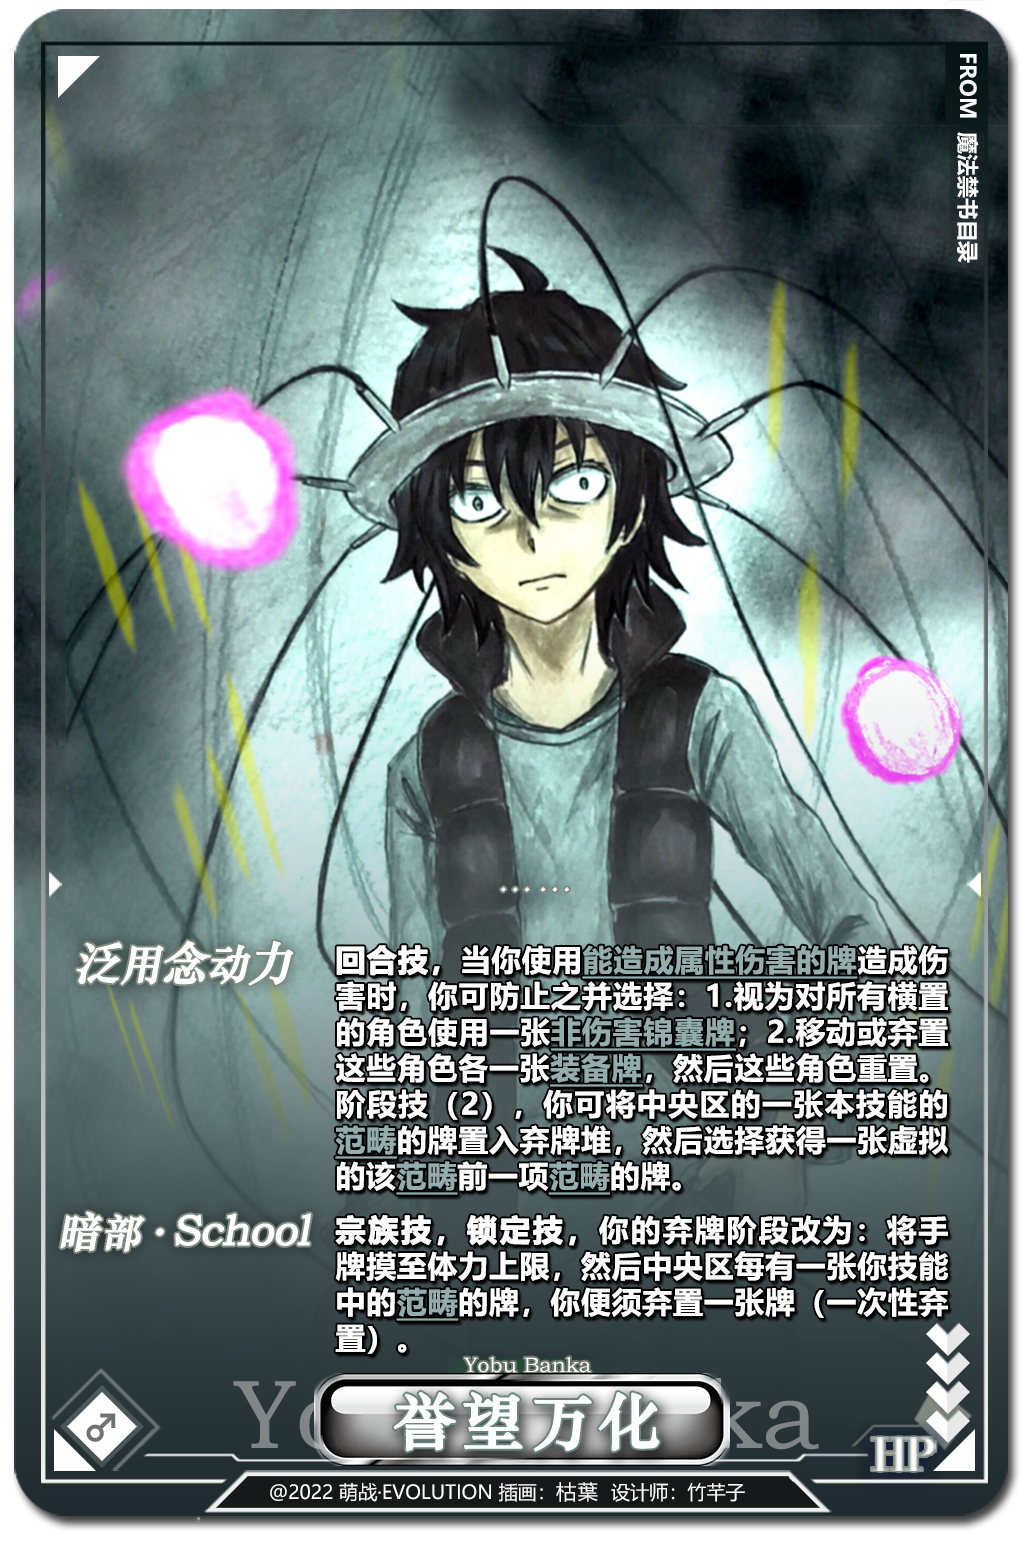 FROM 魔法禁书目录
泛用念动力
回合技，当你使用能造成属性伤害的牌造成伤
害时，你可防止之并选择：1.视为对所有横置
的角色使用一张非伤害锦囊牌；2.移动或弃置
这些角色各一张装备牌，然后这些角色重置。
阶段技（2），你可将中央区的一张本技能的
范畴的牌置入弃牌堆，然后选择获得一张虚拟
的该范畴前一项范畴的牌。
暗部·School
宗族技，锁定技，你的弃牌阶段改为：将手
牌摸至体力上限，然后中央区每有一张你技能
中的范畴的牌，你便须弃置一张牌（一次性弃
置）。
Yobu Banka
誉望万化
HP
@2022 萌战·EVOLUTION 插画：枯葉 设计师：竹芊子